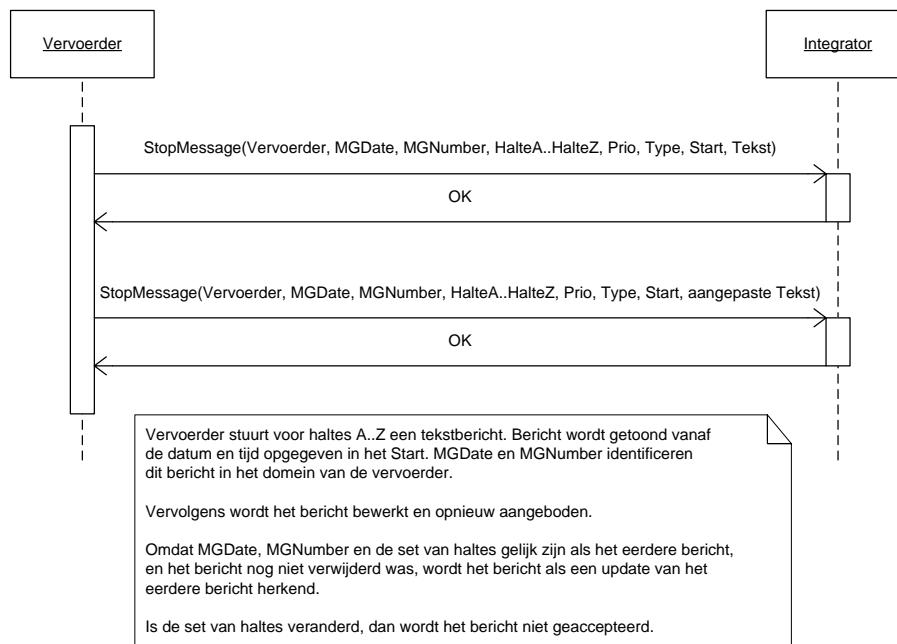 Vervoerder
Integrator
StopMessage(Vervoerder, MGDate, MGNumber, HalteA..HalteZ, Prio, Type, Start, Tekst)
OK
StopMessage(Vervoerder, MGDate, MGNumber, HalteA..HalteZ, Prio, Type, Start, aangepaste Tekst)
OK
Vervoerder stuurt voor haltes A..Z een tekstbericht. Bericht wordt getoond vanaf
de datum en tijd opgegeven in het Start. MGDate en MGNumber identificeren
dit bericht in het domein van de vervoerder.
Vervolgens wordt het bericht bewerkt en opnieuw aangeboden.
Omdat MGDate, MGNumber en de set van haltes gelijk zijn als het eerdere bericht,
en het bericht nog niet verwijderd was, wordt het bericht als een update van het
eerdere bericht herkend.
Is de set van haltes veranderd, dan wordt het bericht niet geaccepteerd.